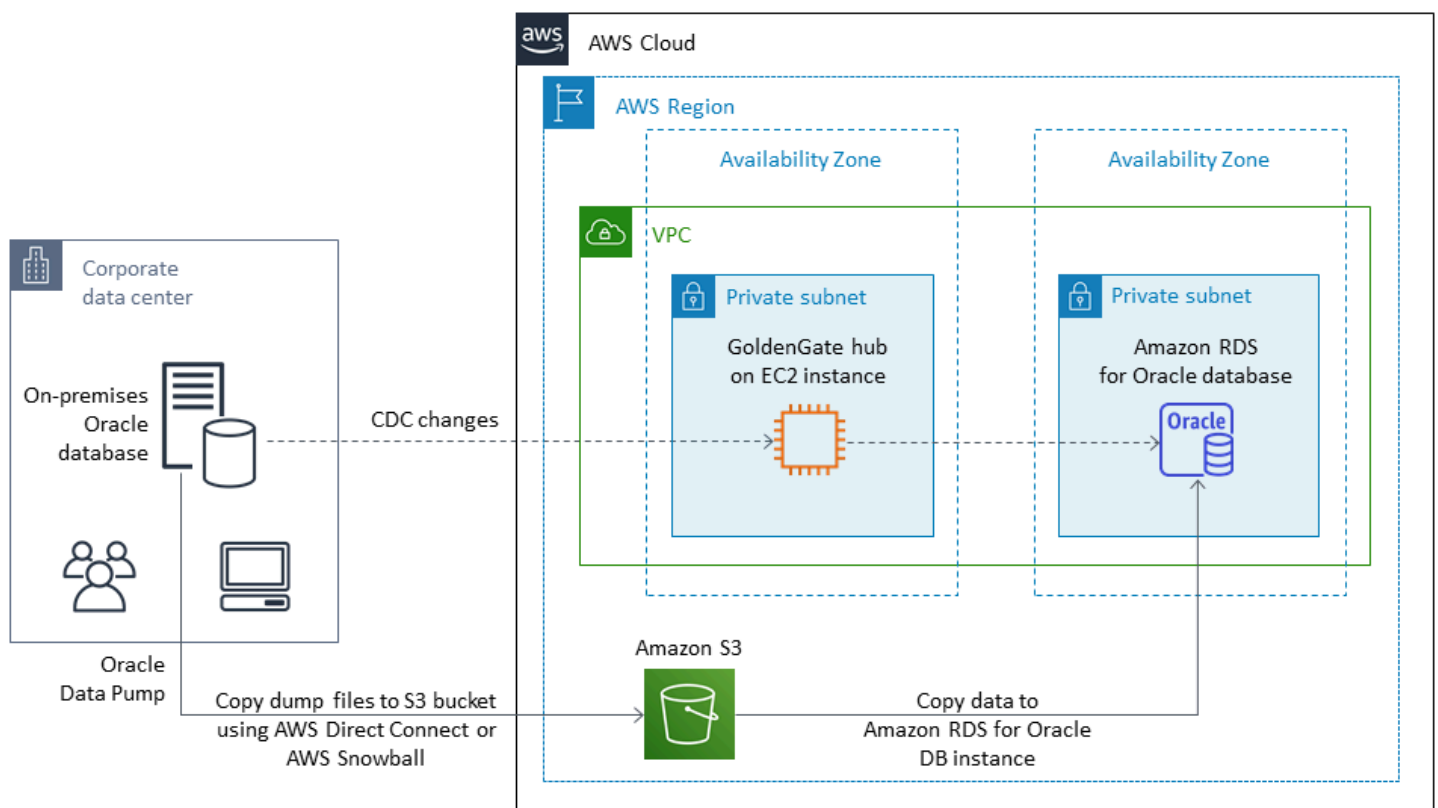 aws
AWS Cloud
AWS Region
Availability Zone
Availability Zone
VPC
Corporate
data center
Private subnet
Private subnet
GoldenGate hub
on EC2 instance
Amazon RDS
for Oracle database
On-premises
Oracle
database
CDC changes
Oracle
Amazon S3
Oracle
Data Pump
Copy dump files to S3 bucket
using AWS Direct Connect or
AWS Snowball
Copy data to
Amazon RDS for Oracle
DB instance